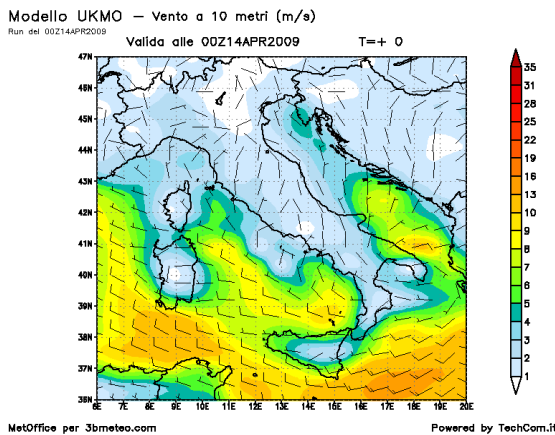 Modello UKMO – Vento a 10 metri (m/s)
Run del 00Z14APR2009
Valida alle 00Z14APR2009 T=+ 0
47N
46N
45N
44N
43N
42N
41N
40N
39N
38N
37N
36N
6E 7E 8E 9E 10E 11E 12E 13E 14E 15E 16E 17E 18E 19E 20E
35
31
28
25
22
19
16
13
10
9
8
7
6
5
4
3
2
1
MetOffice per 3bmeteo.com
Powered by TechCom.it